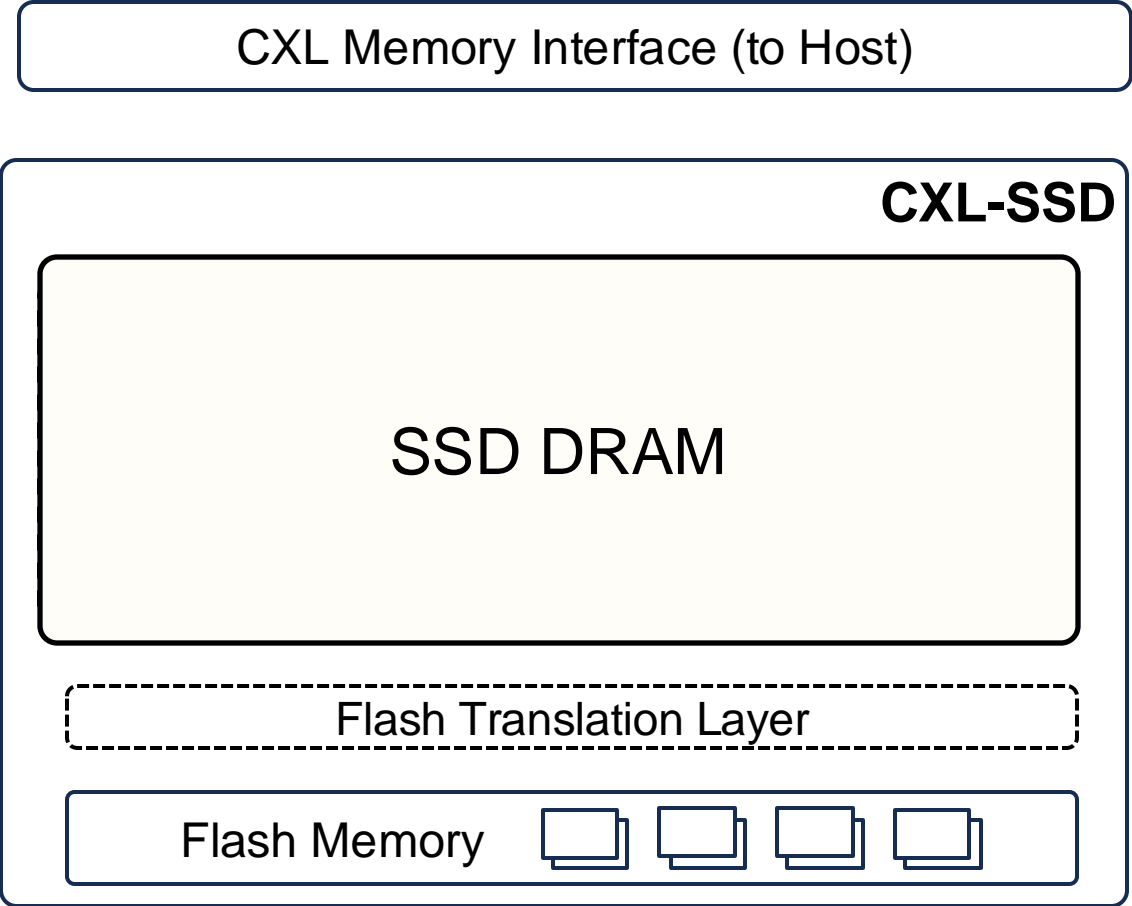 CXL Memory Interface (to Host)
CXL-SSD
SSD DRAM
Flash Translation Layer
Flash Memory